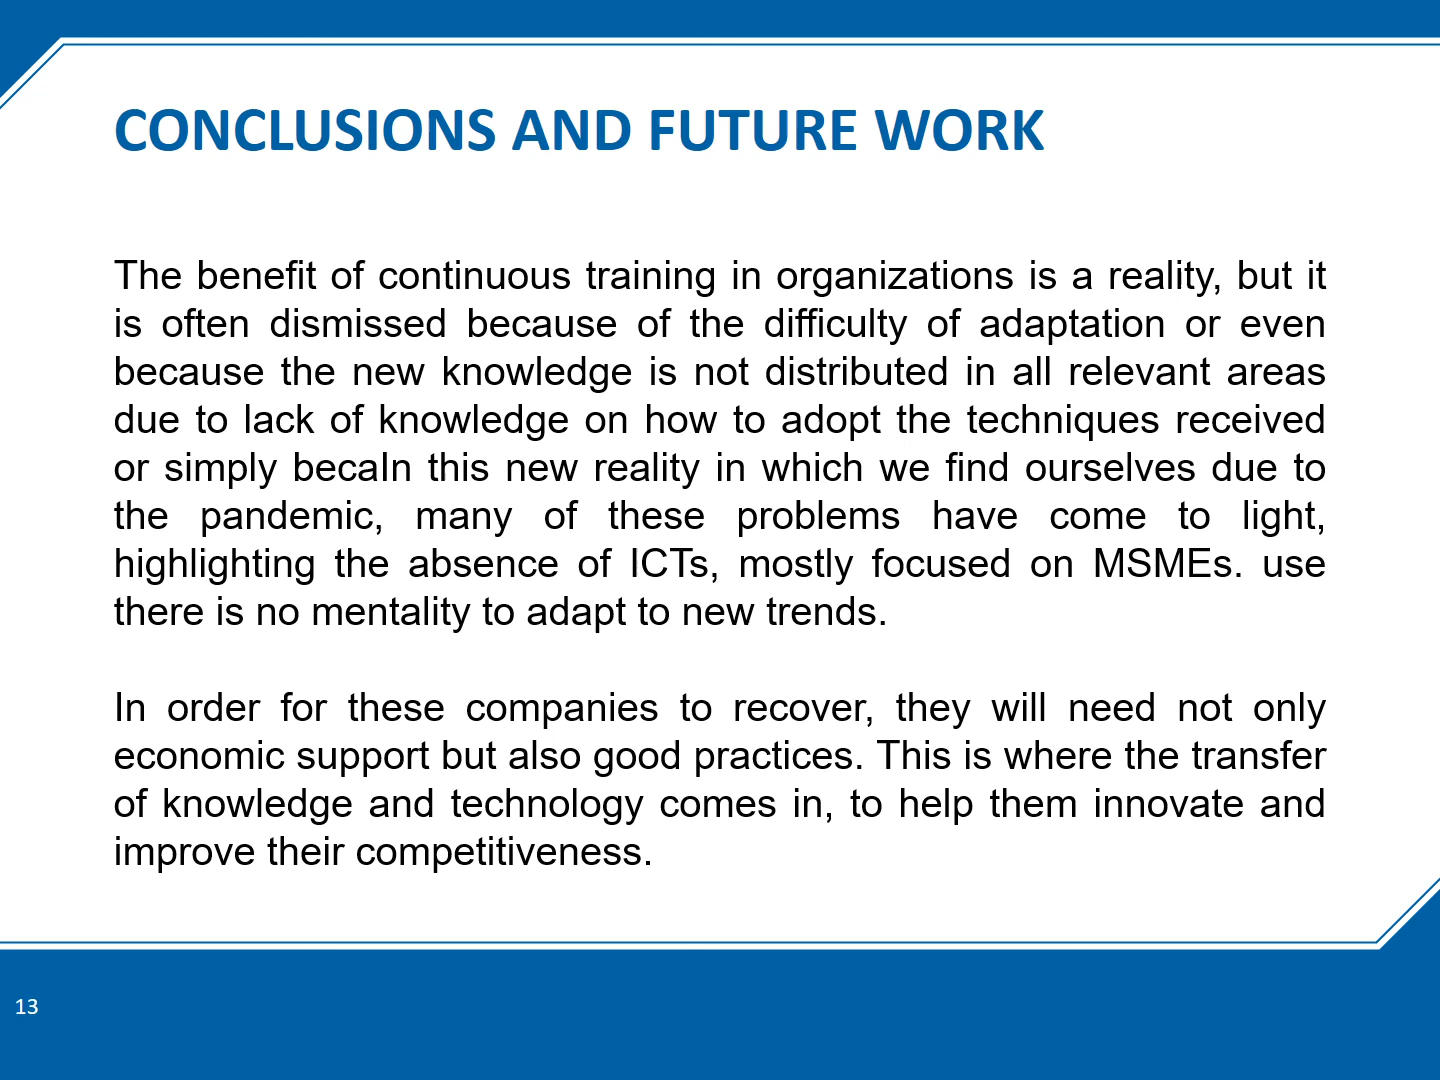 CONCLUSIONS AND FUTURE WORK
The benefit of continuous training in organizations is a reality, but it
is often dismissed because of the difficulty of adaptation or even
because the new knowledge is not distributed in all relevant areas
due to lack of knowledge on how to adopt the techniques received
or simply becaIn this new reality in which we find ourselves due to
the pandemic, many of these problems have come to light,
highlighting the absence of ICTs, mostly focused on MSMEs. use
there is no mentality to adapt to new trends.
In order for these companies to recover, they will need not only
economic support but also good practices. This is where the transfer
of knowledge and technology comes in, to help them innovate and
improve their competitiveness.
13